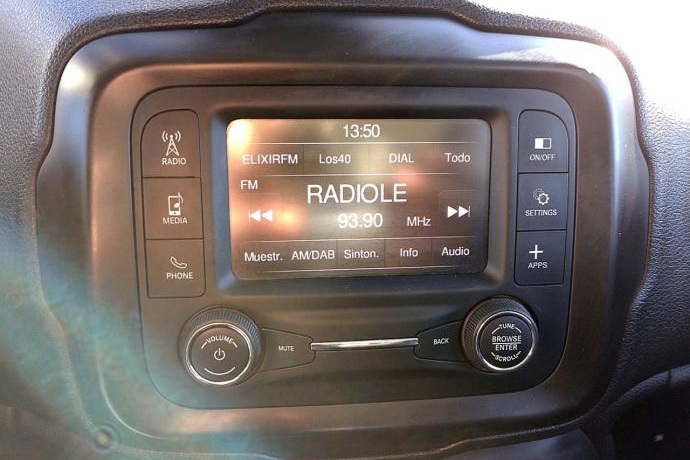 13:50
ELIXIRFM Los40 DIAL Todo
FM
RADIOLE
93.90 MHz
Muestr. AM/DAB Sinton. Info Audio
RADIO
MEDIA
PHONE
ON/OFF
SETTINGS
APPS
VOLUME
MUTE
BACK
TUNE
BROWSE
ENTER
SCROLL